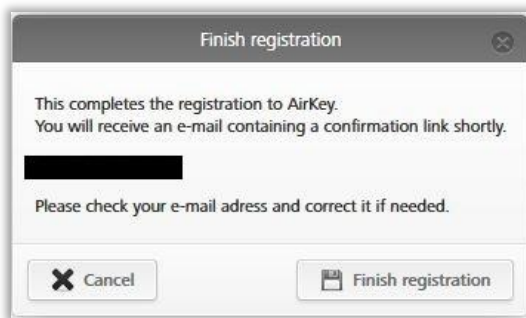 Finish registration
This completes the registration to AirKey.
You will receive an e-mail containing a confirmation link shortly.
Please check your e-mail adress and correct it if needed.
Cancel
Finish registration